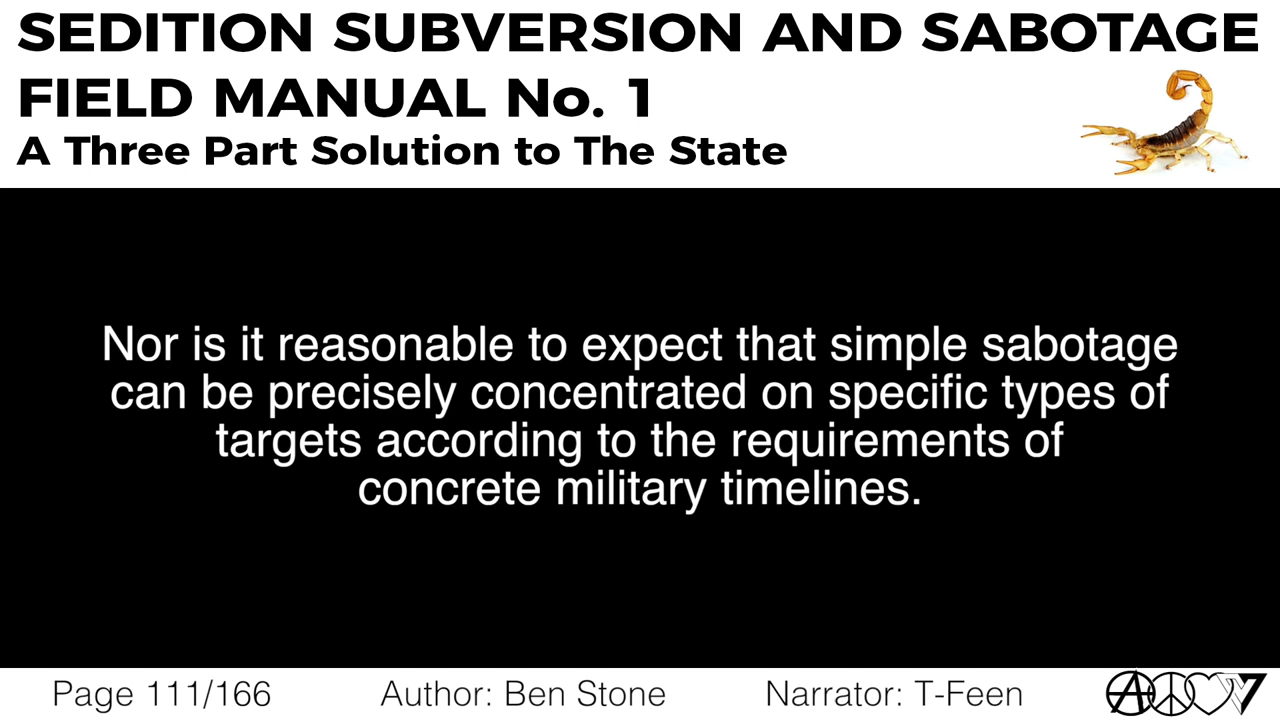 SEDITION SUBVERSION AND SABOTAGE
FIELD MANUAL No. 1
A Three Part Solution to The State
Nor is it reasonable to expect that simple sabotage
can be precisely concentrated on specific types of
targets according to the requirements of
concrete military timelines.
Page 111/166
Author: Ben Stone
Narrator: T-Feen